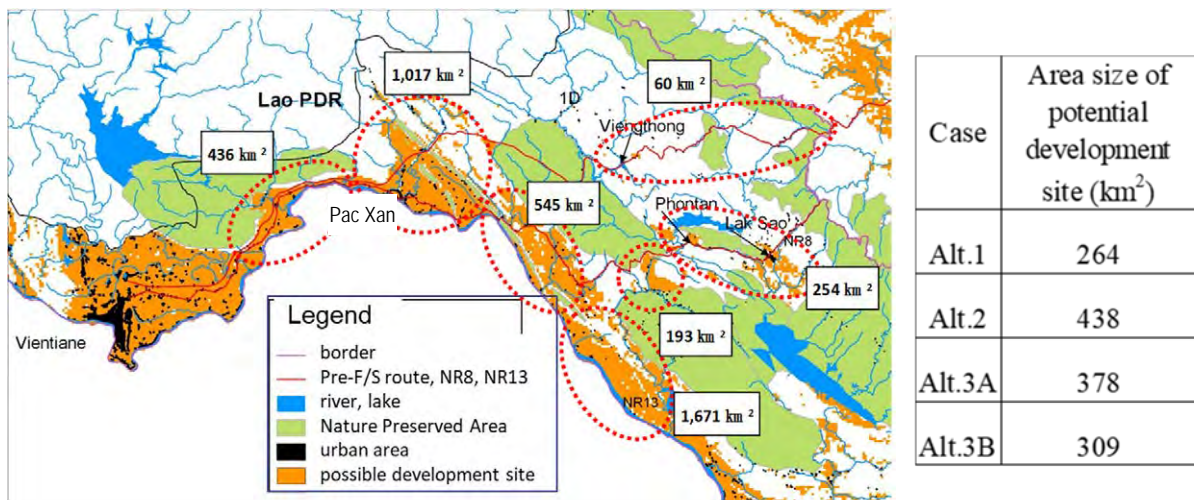 1,017 km²
Lao PDR
60 km²
1D
Viengthong
436 km²
Pac Xan
545 km²
Phontan
Lak Sao
NR8
254 km²
193 km²
Vientiane
NR13
1,671 km²
Legend
border
Pre-F/S route, NR8, NR13
river, lake
Nature Preserved Area
urban area
possible development site
Case Area size of
potential
development
site (km²)
Alt.1 264
Alt.2 438
Alt.3A 378
Alt.3B 309